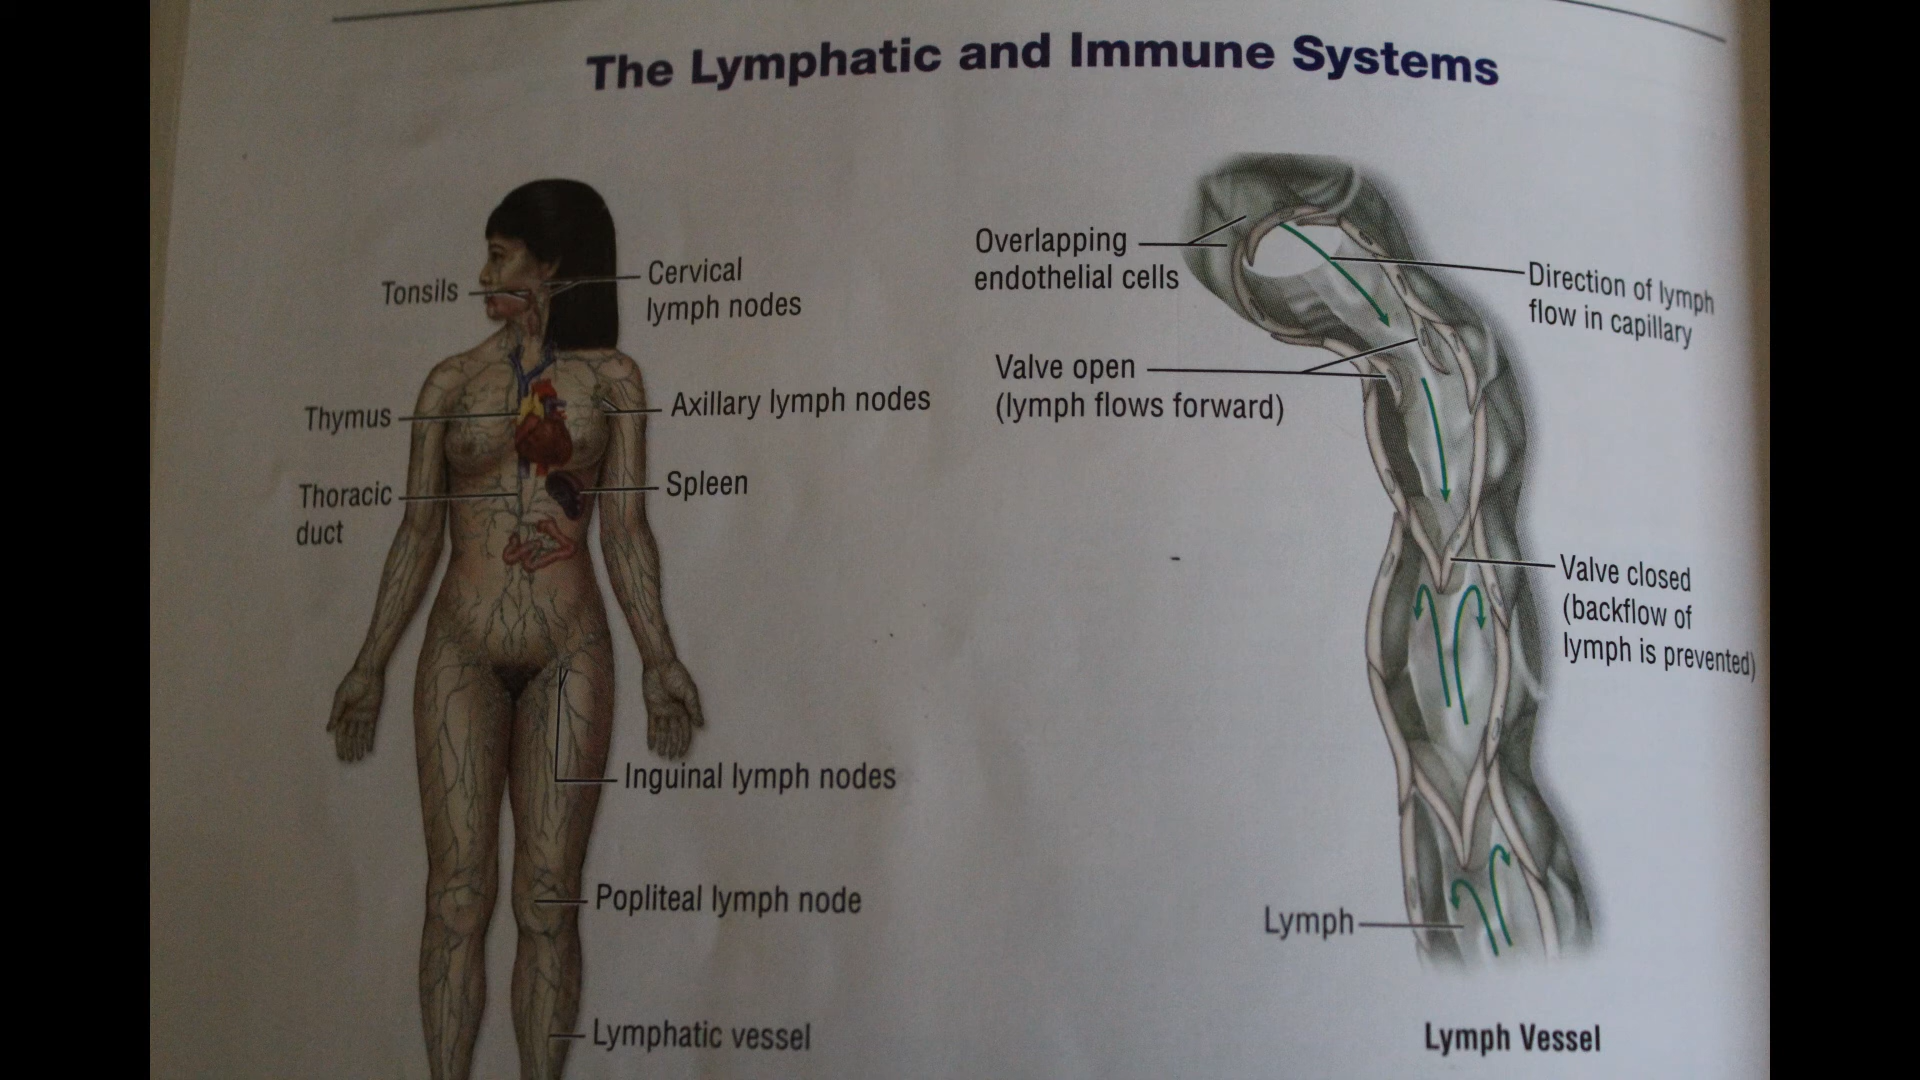 The Lymphatic and Immune Systems
Tonsils
Cervical
lymph nodes
Thymus
Axillary lymph nodes
Thoracic
duct
Spleen
Inguinal lymph nodes
Popliteal lymph node
Lymphatic vessel
Overlapping
endothelial cells
Direction of lymph
flow in capillary
Valve open
(lymph flows forward)
Valve closed
(backflow of
lymph is prevented)
Lymph
Lymph Vessel